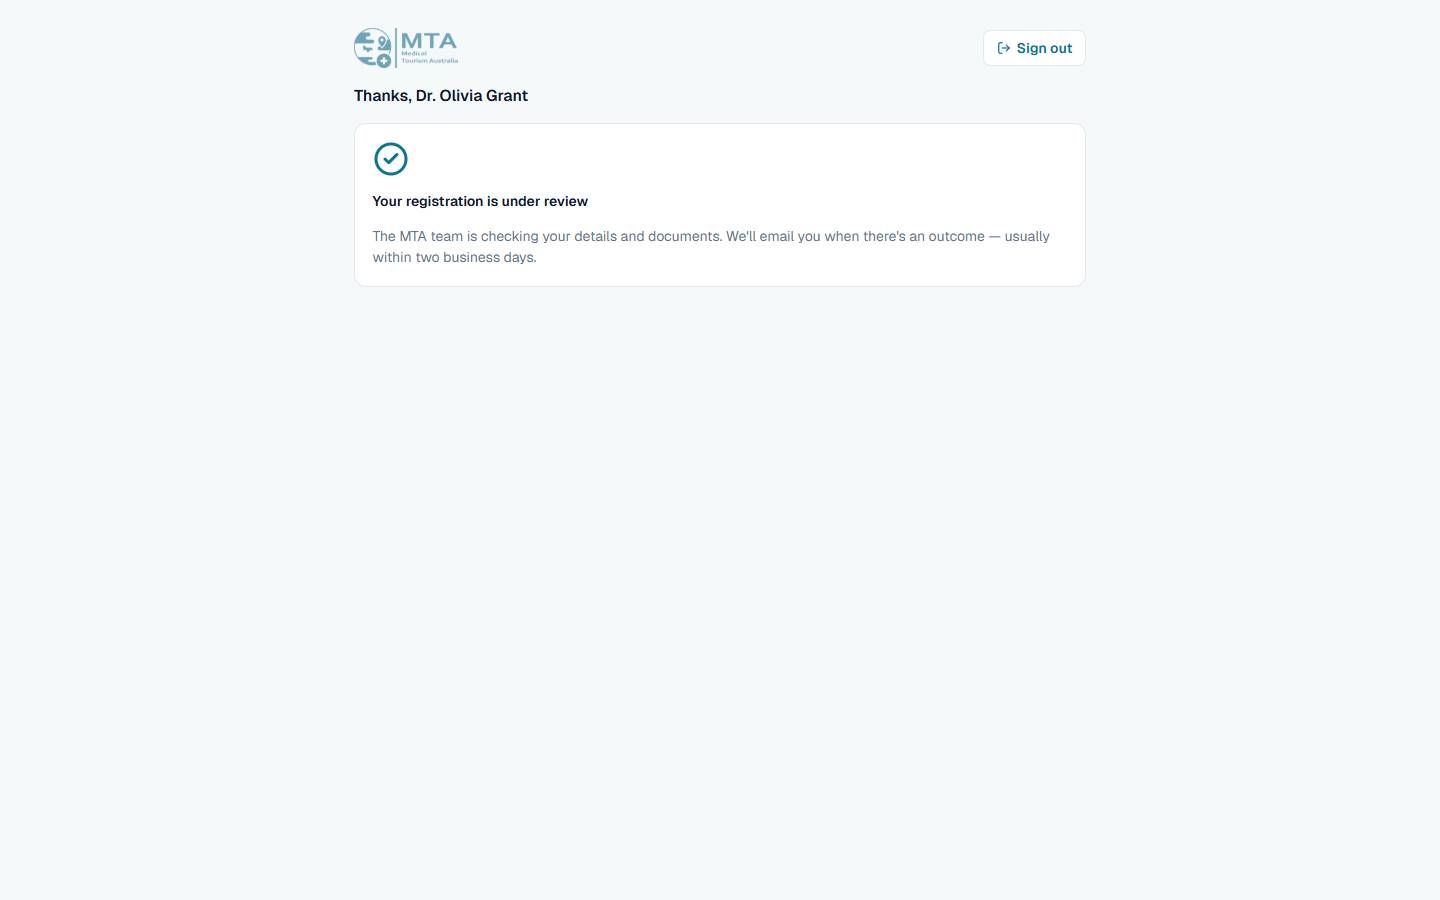 MTA
Medical
Tourism Australia
Sign out
Thanks, Dr. Olivia Grant
Your registration is under review
The MTA team is checking your details and documents. We'll email you when there's an outcome — usually
within two business days.